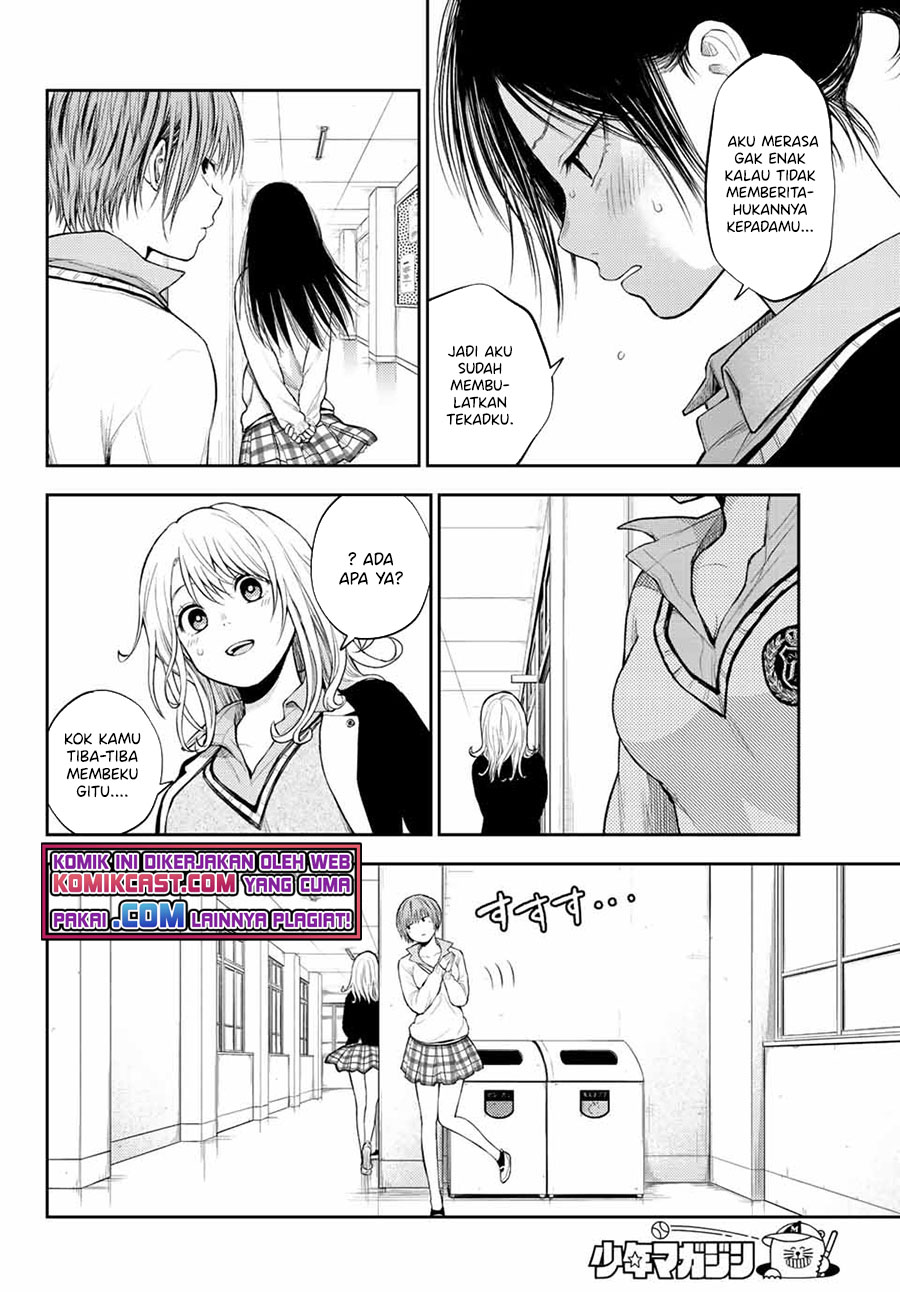 AKU MERASA
GAK ENAK
KALAU TIDAK
MEMBERITA-
HUKANNYA
KEPADAMU...
JADI AKU
SUDAH
MEMBU-
LATKAN
TEKADKU.
? ADA
APA YA?
KOK KAMU
TIBA-TIBA
MEMBEKU
GITU....
KOMIK INI DIKERJAKAN OLEH WEB
KOMIKCAST.COM YANG CUMA
PAKAI .COM LAINNYA PLAGIAT!
すすす・・・
少年マガジン
M